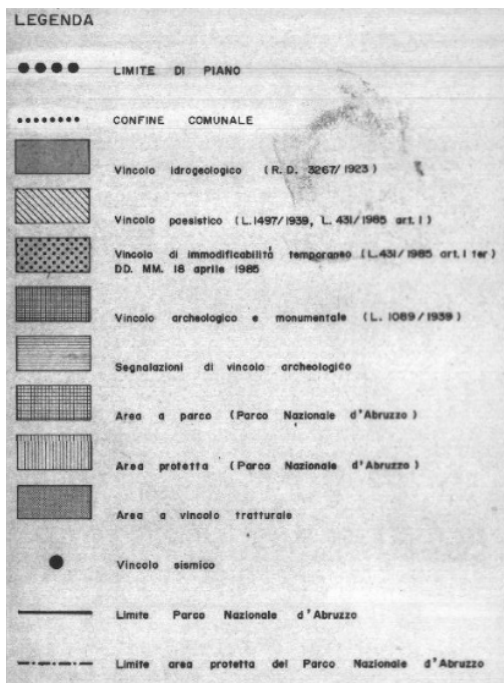 LEGENDA
LIMITE DI PIANO
CONFINE COMUNALE
Vincolo idrogeologico (R. D. 3267/1923)
Vincolo paesistico (L.1497/1939, L. 431/1985 art. 1)
Vincolo di immodificabilità temporanea (L.431/1985 art. 1 ter)
DD. MM. 18 aprile 1985
Vincolo archeologico e monumentale (L. 1089/1939)
Segnalazioni di vincolo archeologico
Area a parco (Parco Nazionale d'Abruzzo)
Area protetta (Parco Nazionale d'Abruzzo)
Area a vincolo tratturale
Vincolo sismico
Limite Parco Nazionale d'Abruzzo
Limite area protetta del Parco Nazionale d'Abruzzo